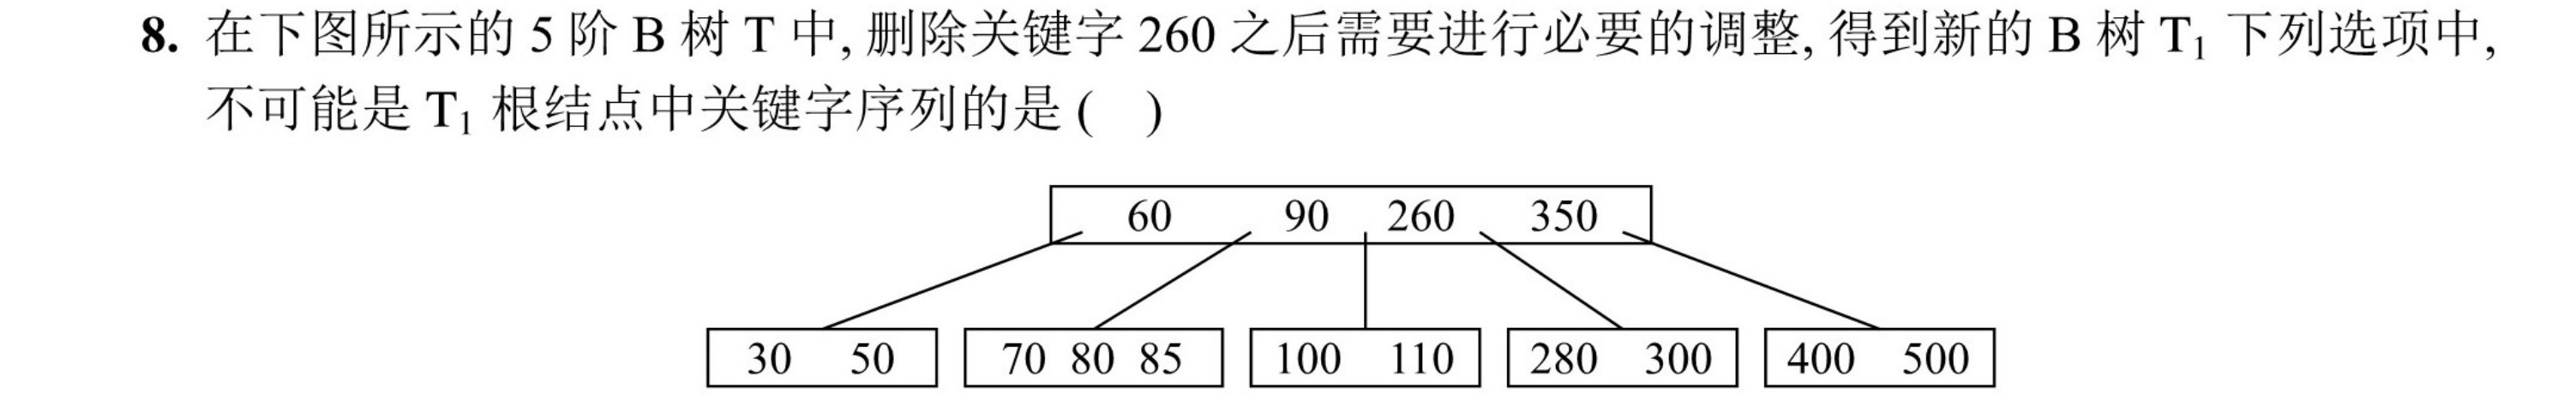 8. 在下图所示的 5 阶 B 树 T 中, 删除关键字 260 之后需要进行必要的调整, 得到新的 B 树 T₁ 下列选项中,
不可能是 T₁ 根结点中关键字序列的是 ( )
60 90 260 350
30 50 70 80 85 100 110 280 300 400 500